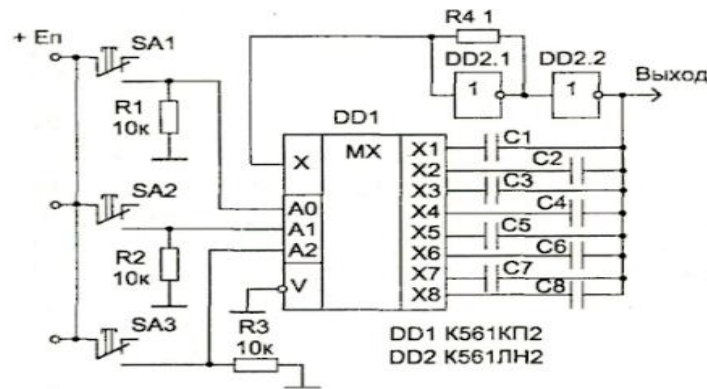 R4 1
+ Eп
SA1
DD2.1
DD2.2
Выход
1
1
R1
10к
DD1
X
MX
X1
C1
X2
C2
X3
C3
SA2
A0
X4
C4
A1
X5
C5
A2
X6
C6
R2
10к
X7
C7
V
X8
C8
SA3
R3
10к
DD1 К561КП2
DD2 К561ЛН2